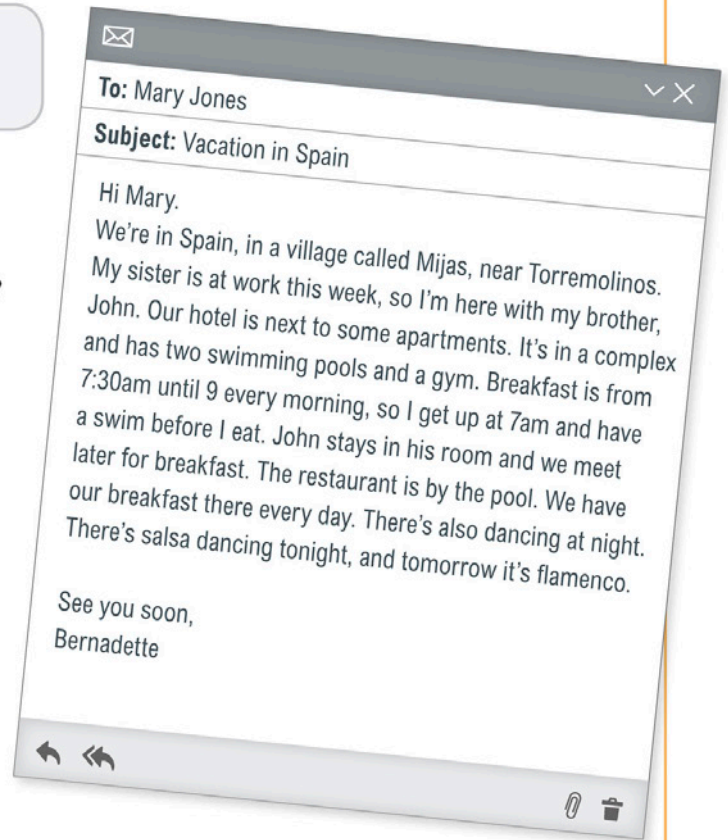 To: Mary Jones
Subject: Vacation in Spain
Hi Mary.
We're in Spain, in a village called Mijas, near Torremolinos.
My sister is at work this week, so I'm here with my brother,
John. Our hotel is next to some apartments. It's in a complex
and has two swimming pools and a gym. Breakfast is from
7:30am until 9 every morning, so I get up at 7am and have
a swim before I eat. John stays in his room and we meet
later for breakfast. The restaurant is by the pool. We have
our breakfast there every day. There's also dancing at night.
There's salsa dancing tonight, and tomorrow it's flamenco.
See you soon,
Bernadette